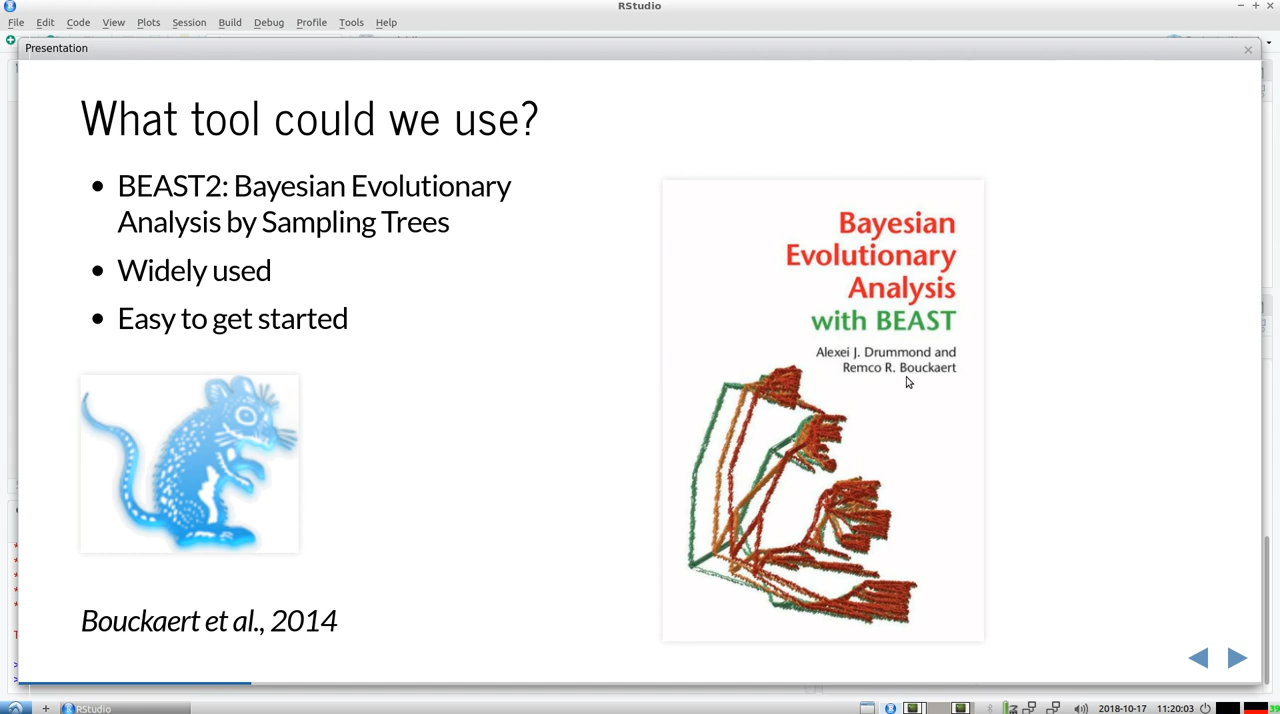 RStudio
File Edit Code View Plots Session Build Debug Profile Tools Help
Presentation
What tool could we use?
• BEAST2: Bayesian Evolutionary
Analysis by Sampling Trees
• Widely used
• Easy to get started
Bayesian
Evolutionary
Analysis
with BEAST
Alexei J. Drummond and
Remco R. Bouckaert
Bouckaert et al., 2014
RStudio
2018-10-17 11:20:03